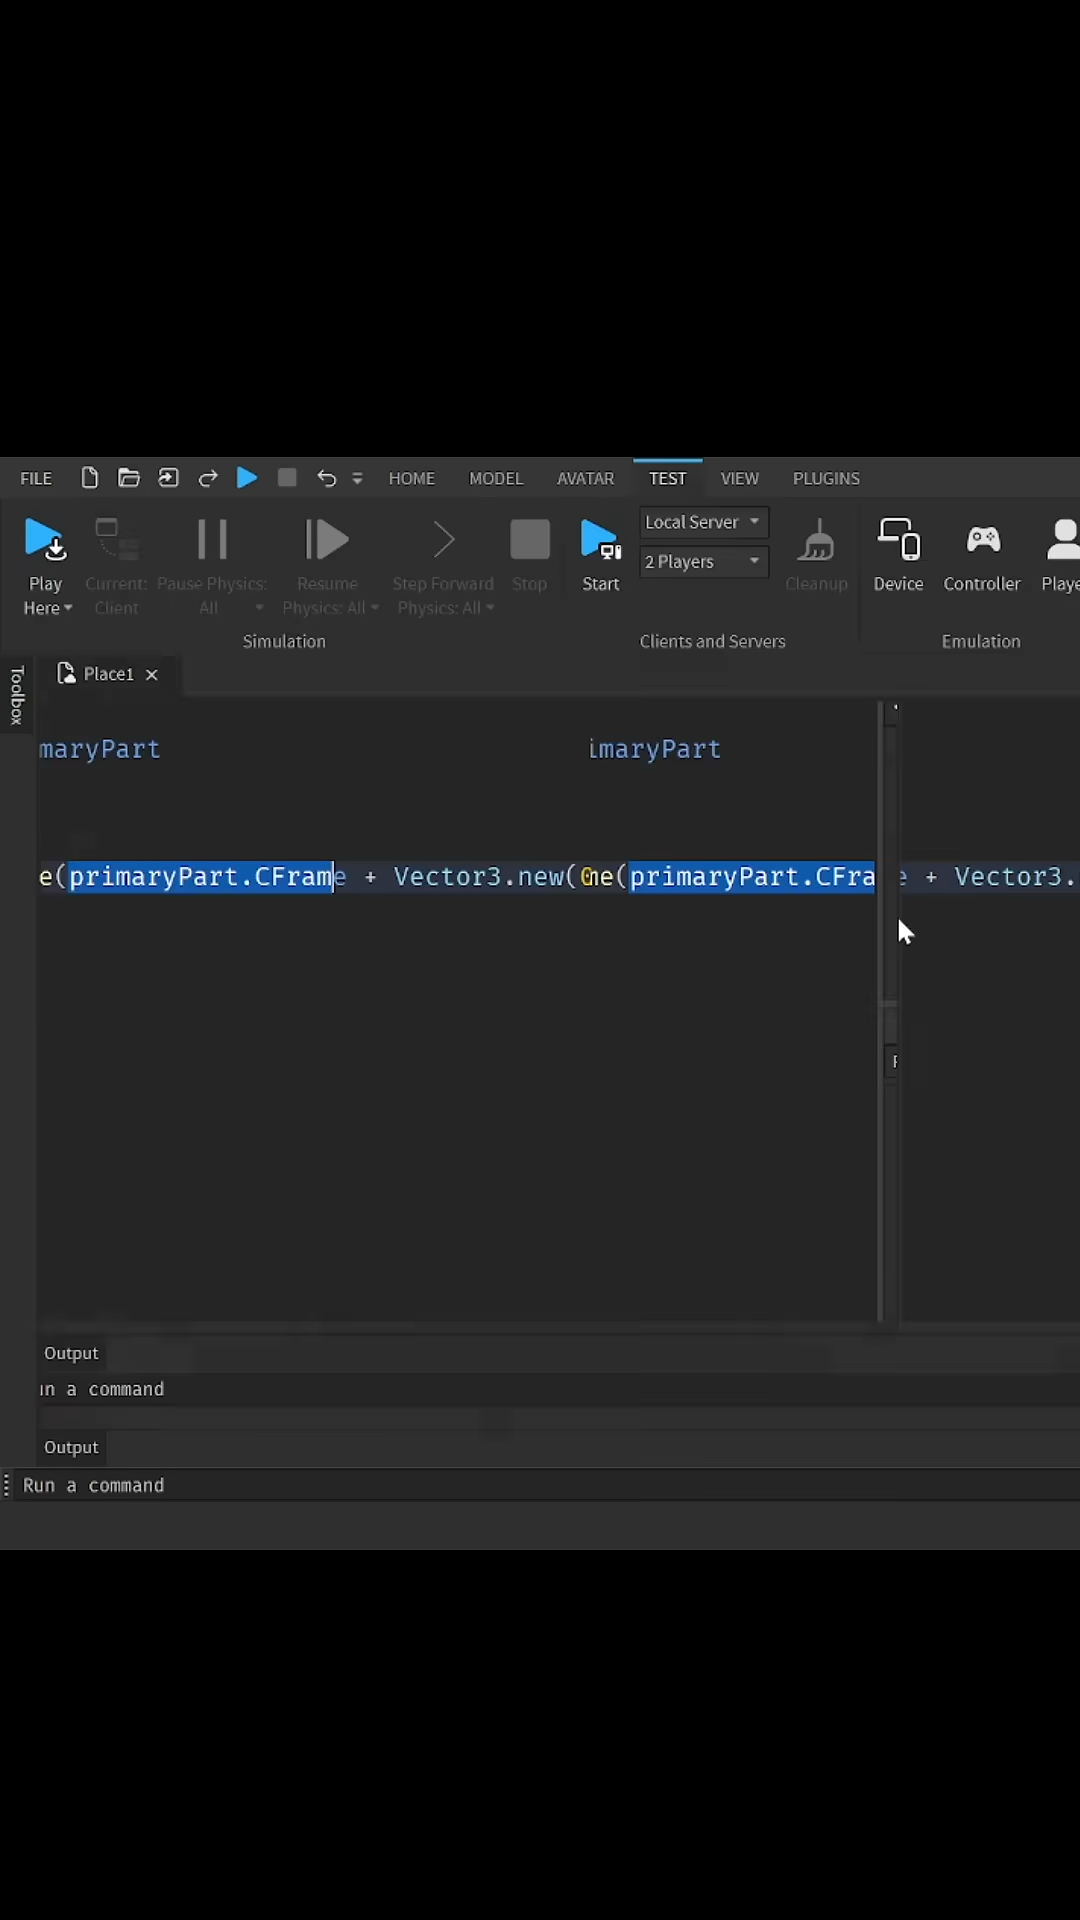 FILE HOME MODEL AVATAR TEST VIEW PLUGINS
Local Server
2 Players
Play Here
Current: Client
Pause Physics: All
Resume Physics: All
Step Forward Physics: All
Stop
Start
Cleanup
Device
Controller
Playe
Simulation
Clients and Servers
Emulation
Toolbox
Place1
maryPart imaryPart
e(primaryPart.CFrame + Vector3.new( e(primaryPart.CFra e + Vector3.
Output
n a command
Output
Run a command